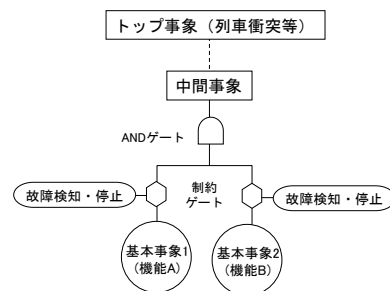 トップ事象（列車衝突等）
中間事象
ANDゲート
故障検知・停止
制約
ゲート
故障検知・停止
基本事象1
（機能A）
基本事象2
（機能B）